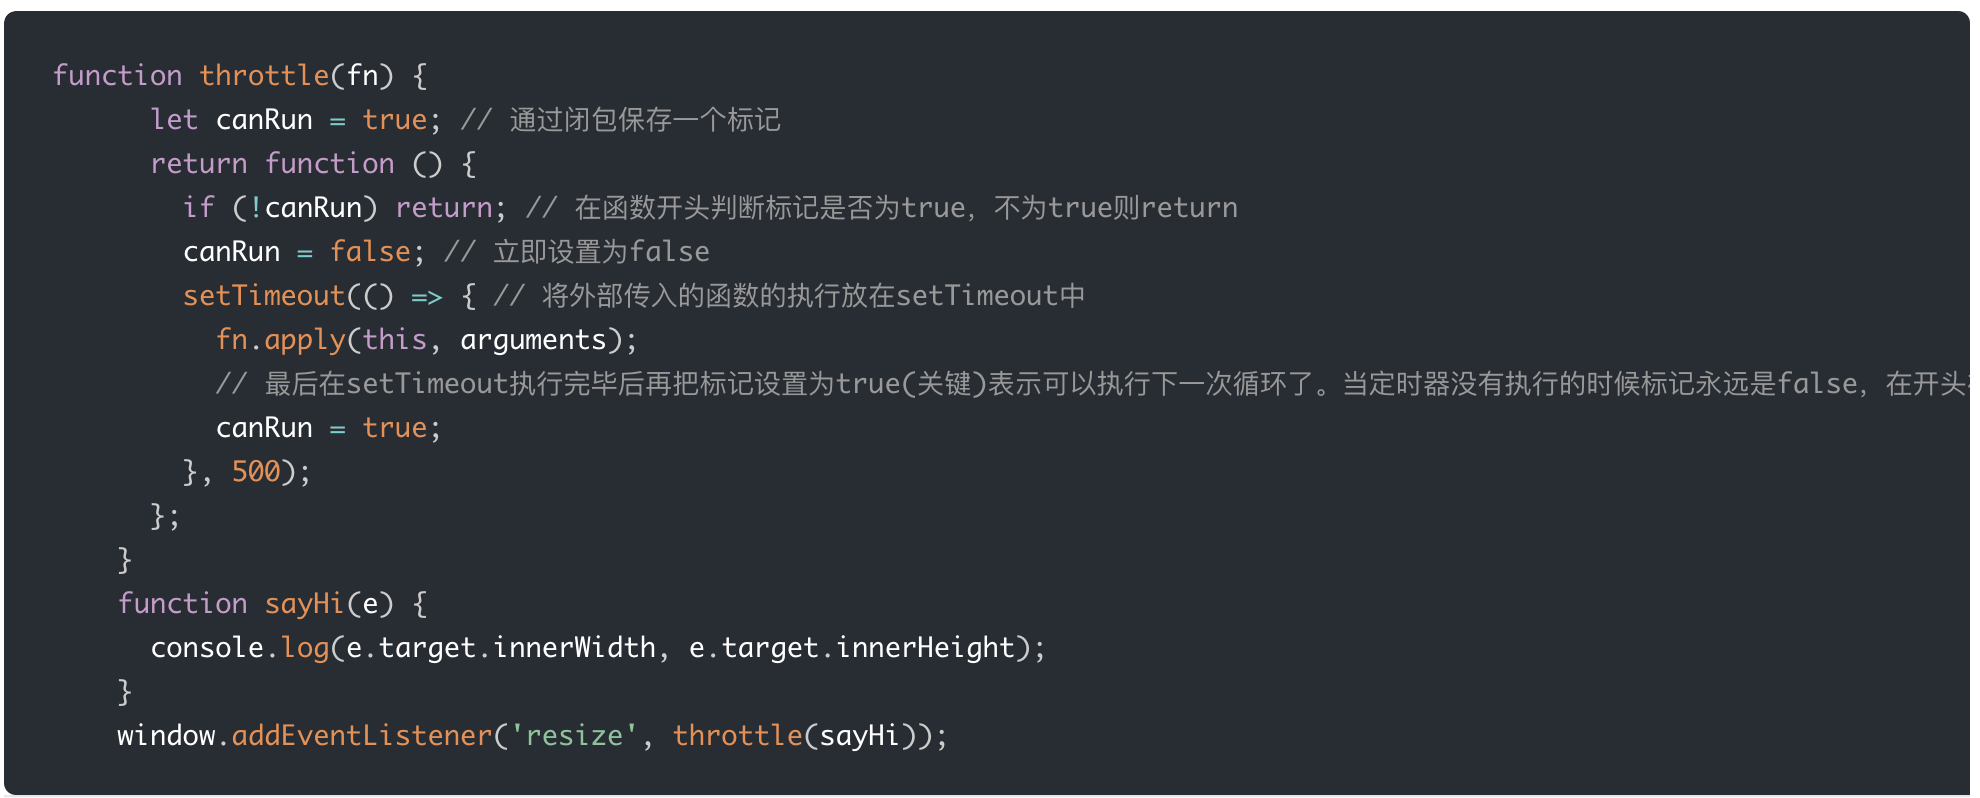 function throttle(fn) {
let canRun = true; // 通过闭包保存一个标记
return function () {
if (!canRun) return; // 在函数开头判断标记是否为true，不为true则return
canRun = false; // 立即设置为false
setTimeout(() => { // 将外部传入的函数的执行放在setTimeout中
fn.apply(this, arguments);
// 最后在setTimeout执行完毕后再把标记设置为true(关键)表示可以执行下一次循环了。当定时器没有执行的时候标记永远是false，在开头
canRun = true;
}, 500);
};
}
function sayHi(e) {
console.log(e.target.innerWidth, e.target.innerHeight);
}
window.addEventListener('resize', throttle(sayHi));